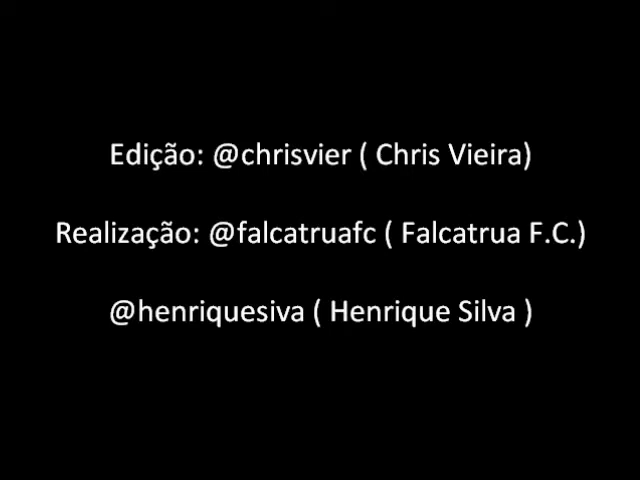 Edição: @chrisvier ( Chris Vieira)
Realização: @falcatruafc ( Falcatrua F.C.)
@henriquesiva ( Henrique Silva )